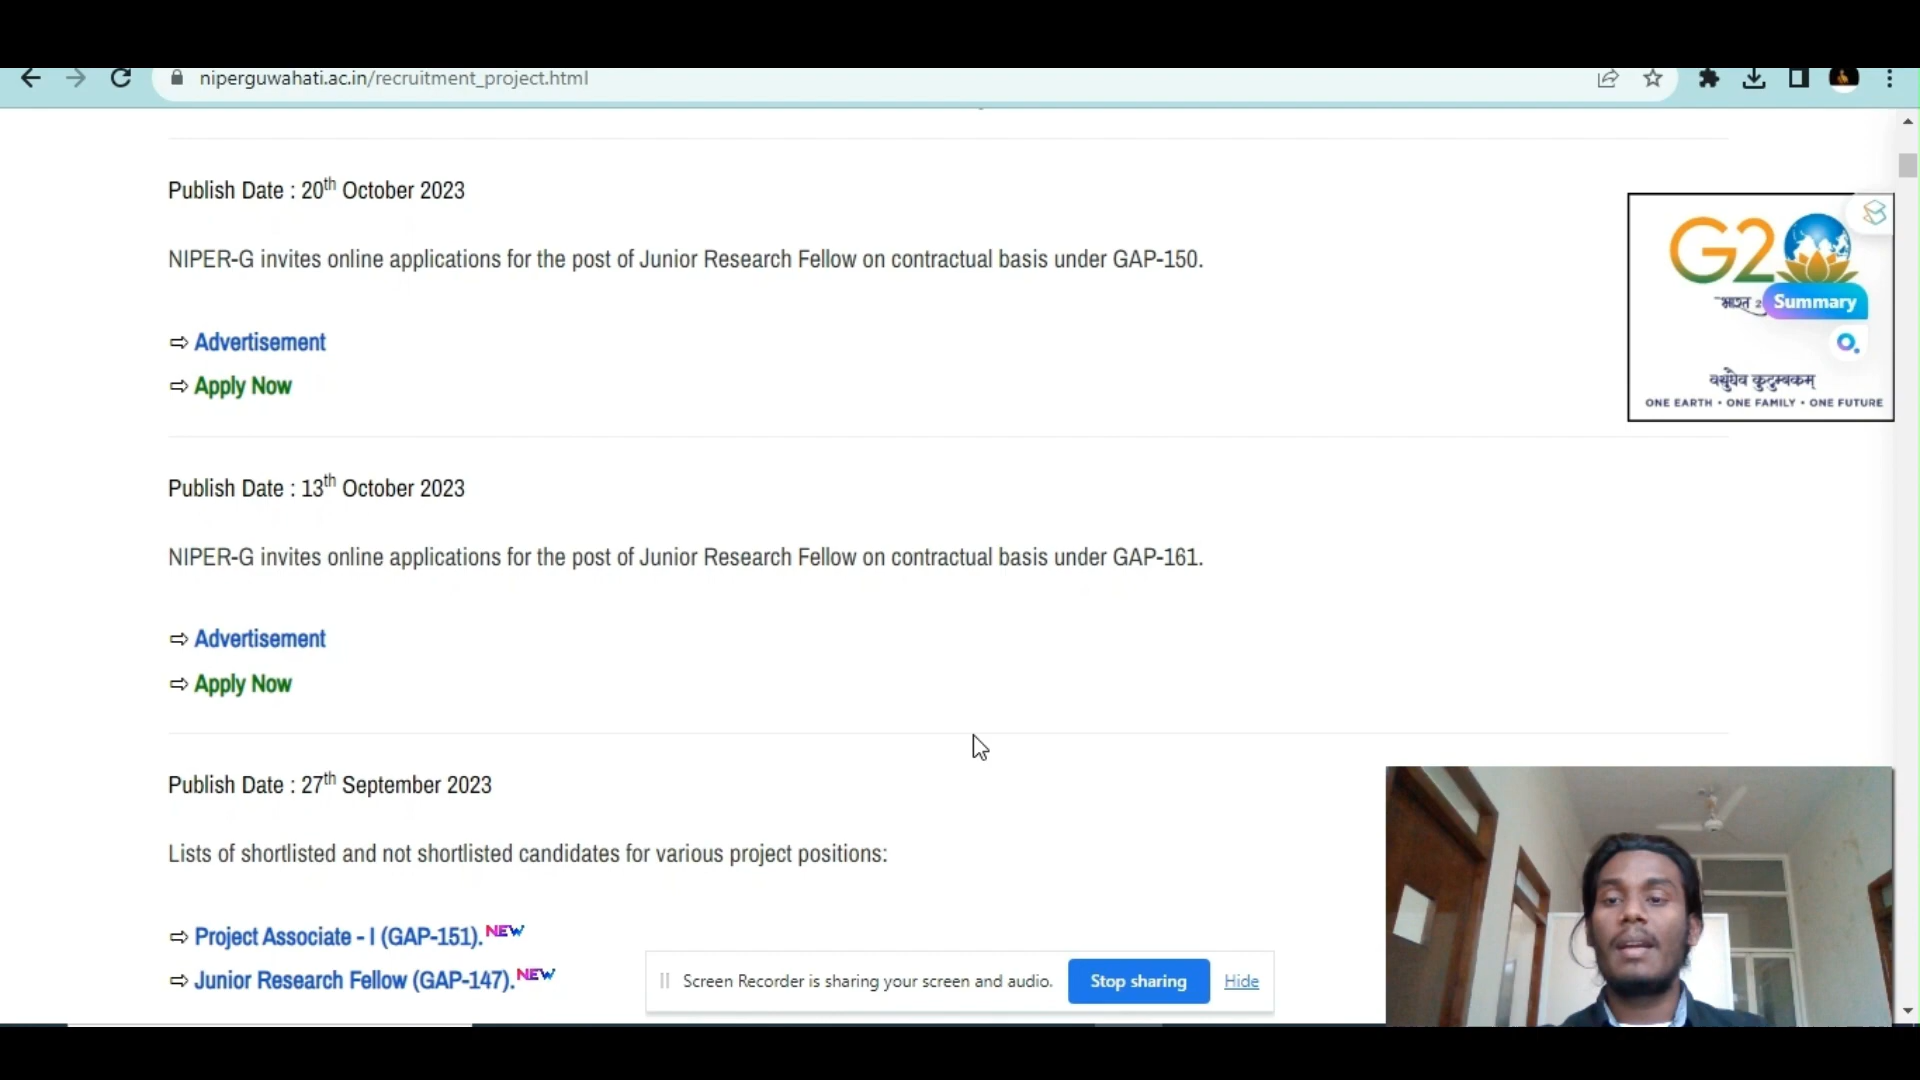 niperguwahati.ac.in/recruitment_project.html
Publish Date : 20th October 2023
NIPER-G invites online applications for the post of Junior Research Fellow on contractual basis under GAP-150.
⇨ Advertisement
⇨ Apply Now
G20
भारत 2
Summary
वसुधैव कुटुम्बकम्
ONE EARTH • ONE FAMILY • ONE FUTURE
Publish Date : 13th October 2023
NIPER-G invites online applications for the post of Junior Research Fellow on contractual basis under GAP-161.
⇨ Advertisement
⇨ Apply Now
Publish Date : 27th September 2023
Lists of shortlisted and not shortlisted candidates for various project positions:
⇨ Project Associate - I (GAP-151). NEW
⇨ Junior Research Fellow (GAP-147). NEW
Screen Recorder is sharing your screen and audio. Stop sharing Hide